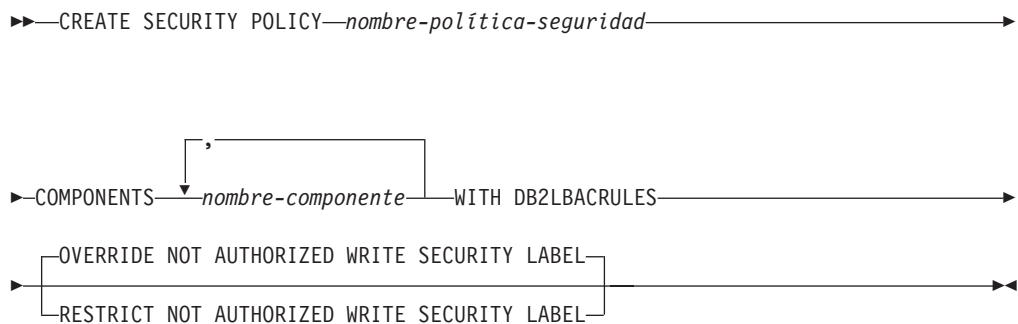 CREATE SECURITY POLICY nombre-política-seguridad
,
COMPONENTS nombre-componente WITH DB2LBACRULES
OVERRIDE NOT AUTHORIZED WRITE SECURITY LABEL
RESTRICT NOT AUTHORIZED WRITE SECURITY LABEL